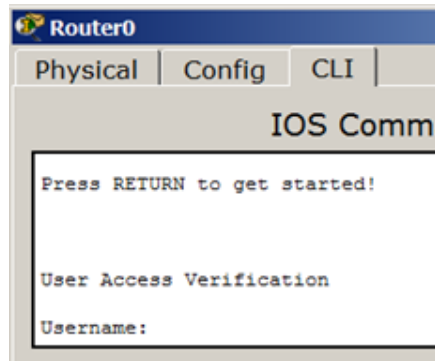 Router0
Physical Config CLI
IOS Comm
Press RETURN to get started!
User Access Verification
Username: